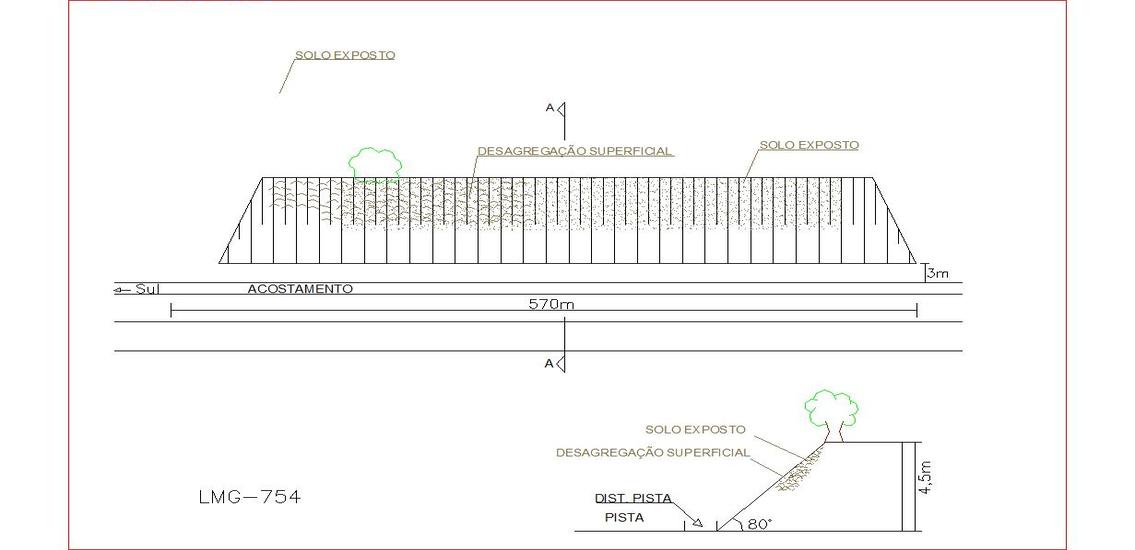 SOLO EXPOSTO
A
DESAGREGAÇÃO SUPERFICIAL
SOLO EXPOSTO
3m
Sul
ACOSTAMENTO
570m
A
SOLO EXPOSTO
DESAGREGAÇÃO SUPERFICIAL
4,5m
LMG-754
DIST. PISTA
PISTA
80°